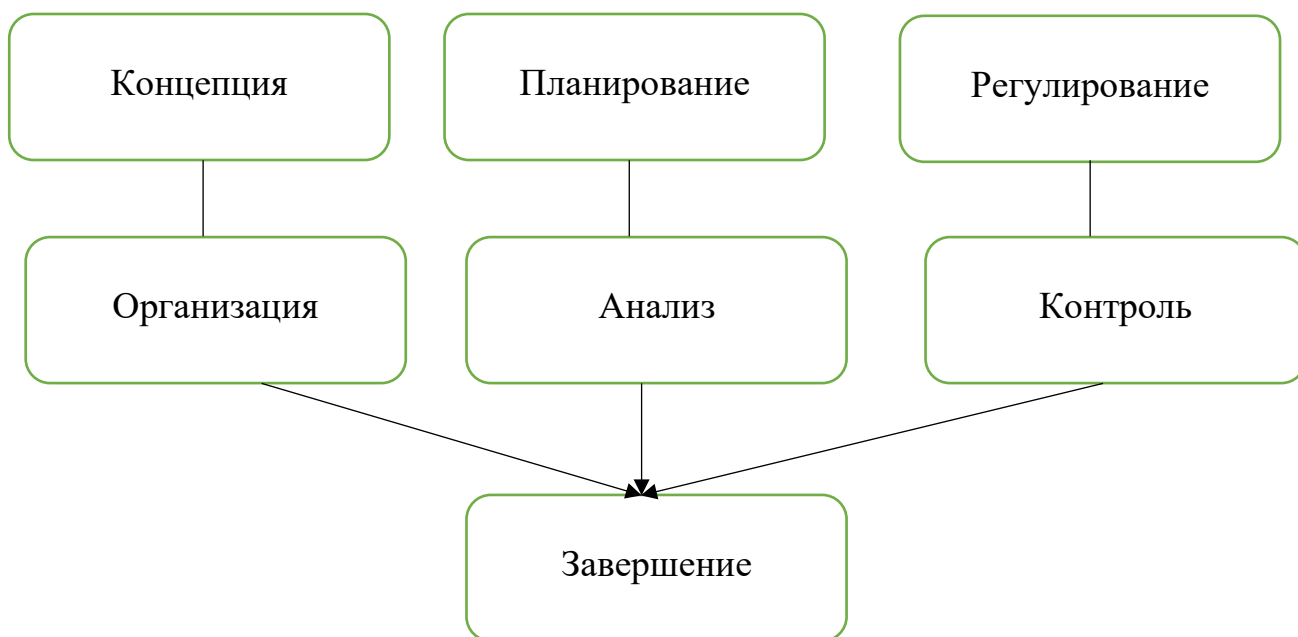 Концепция
Планирование
Регулирование
Организация
Анализ
Контроль
Завершение